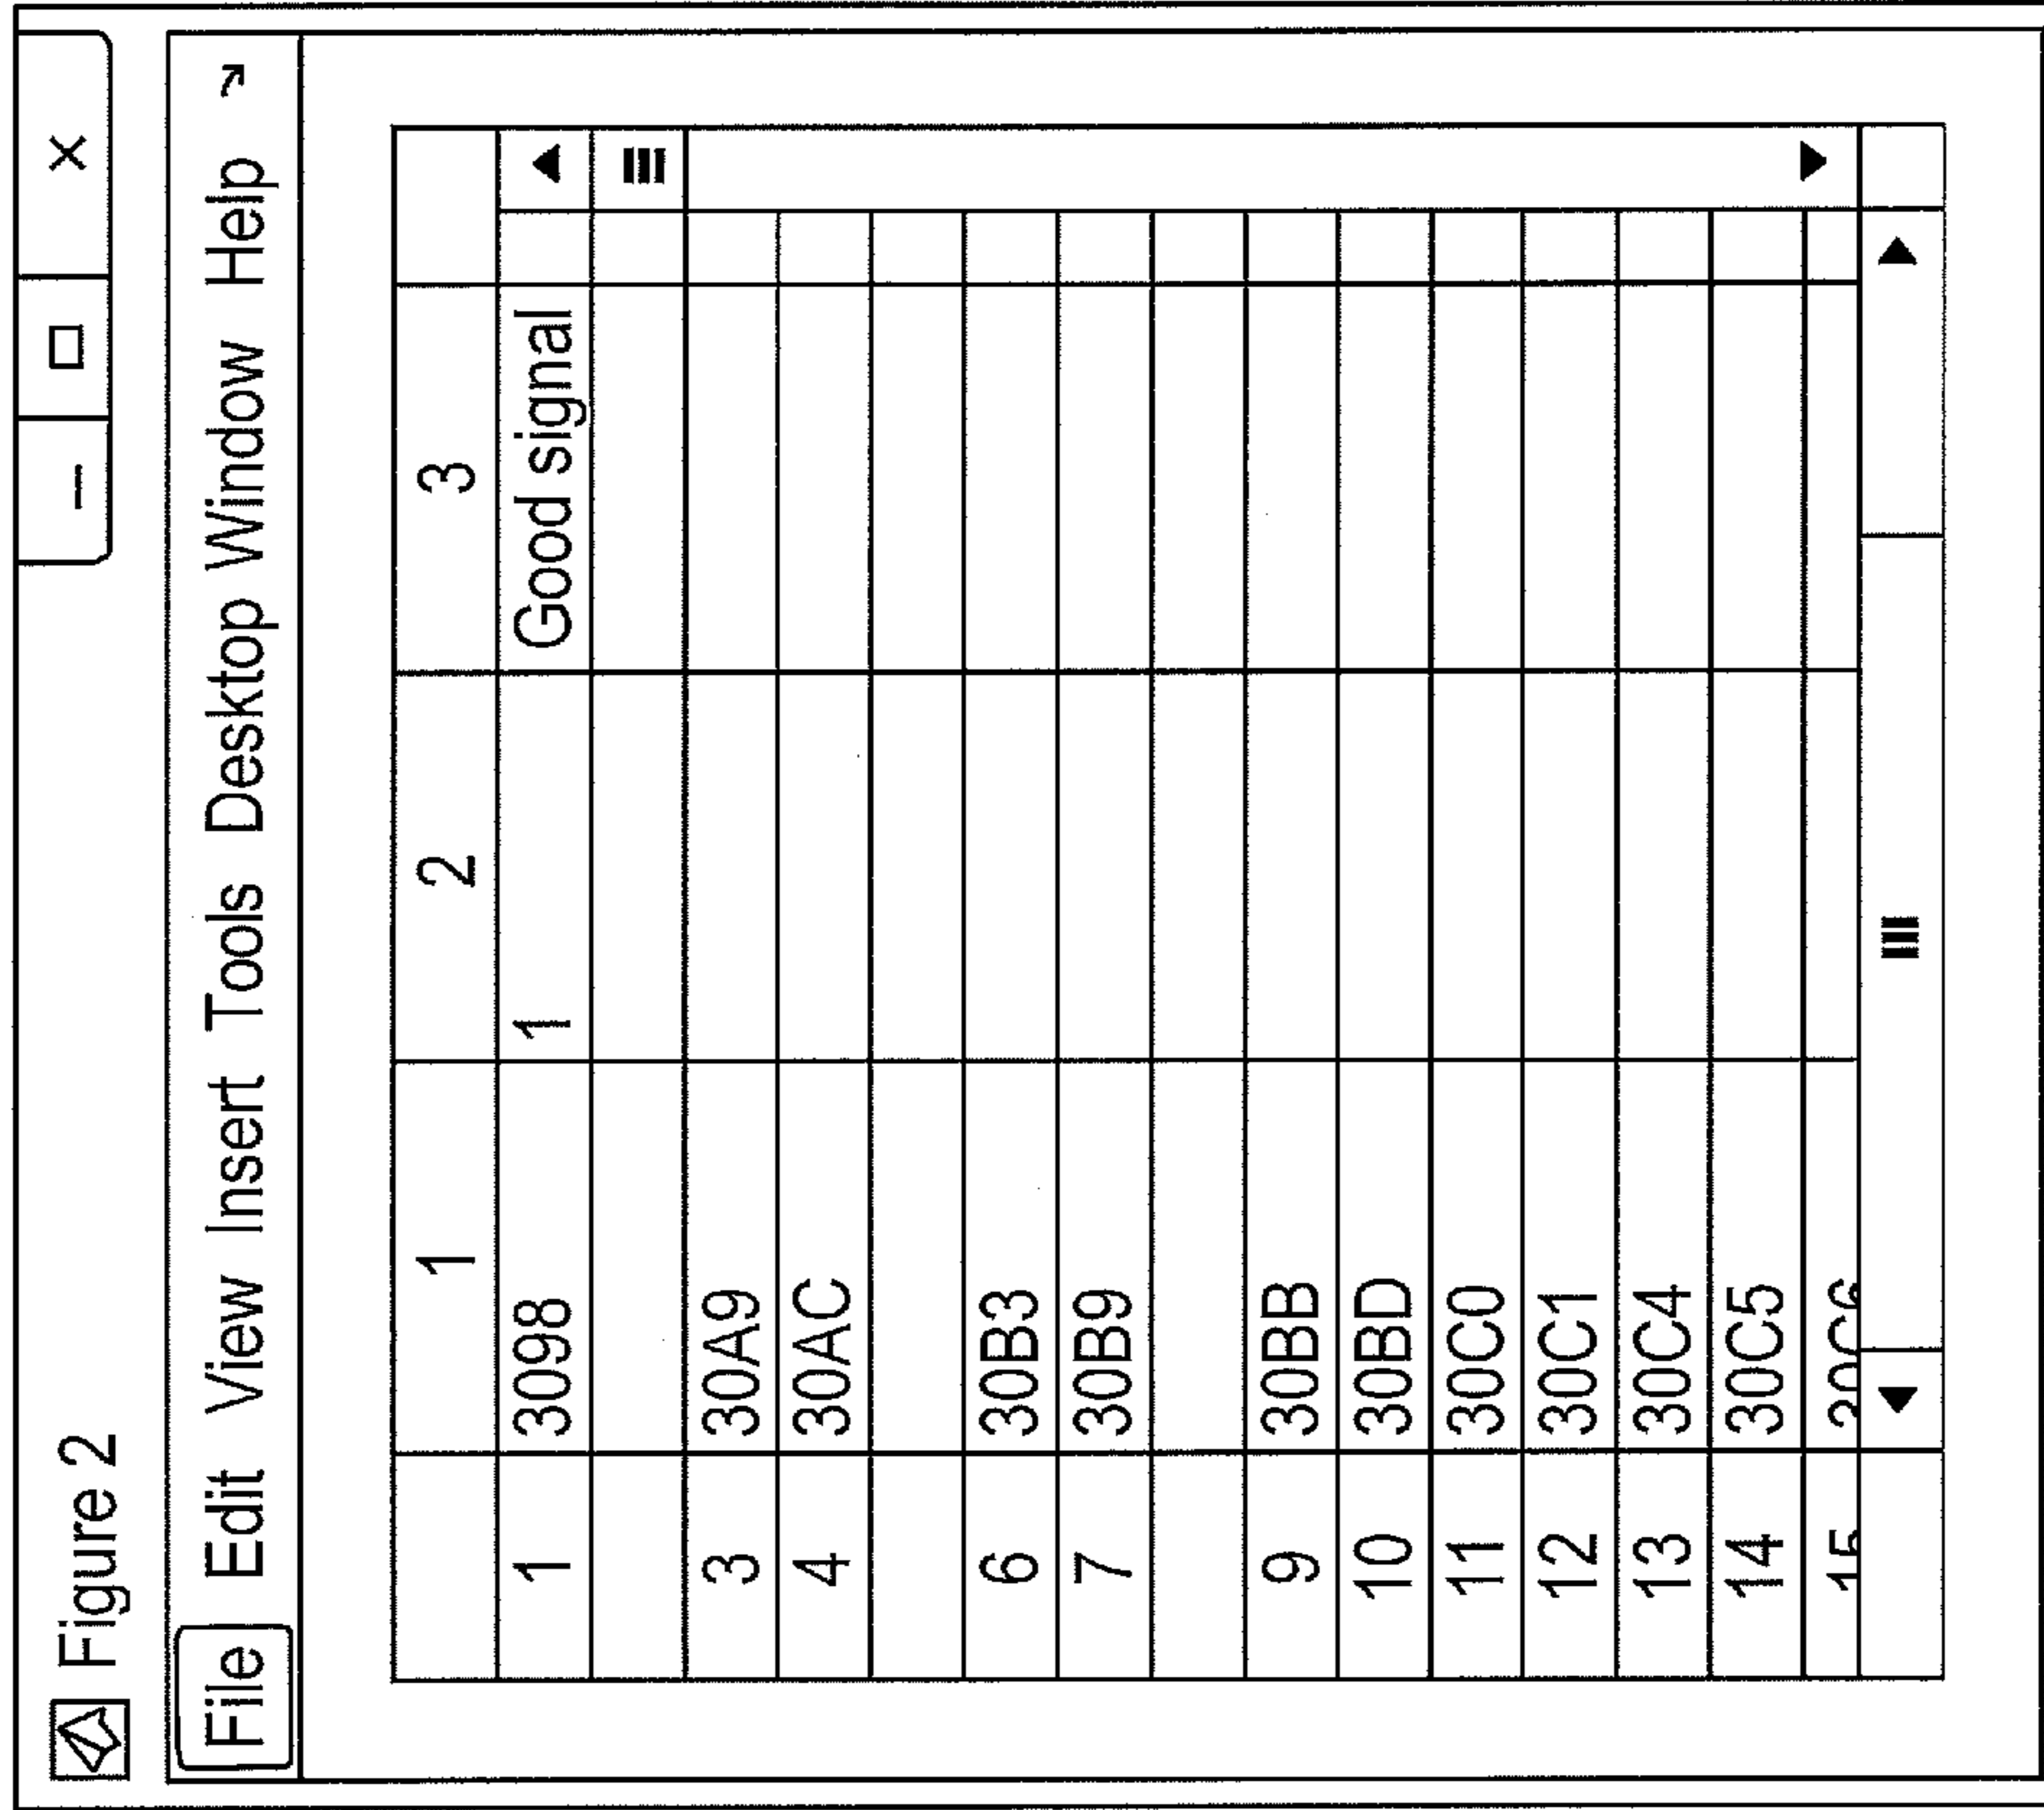 Figure 2
File Edit View Insert Tools Desktop Window Help
1 2 3
1 3098 1 Good signal
3 30A9
4 30AC
6 30B3
7 30B9
9 30BB
10 30BD
11 30C0
12 30C1
13 30C4
14 30C5
15 30C6